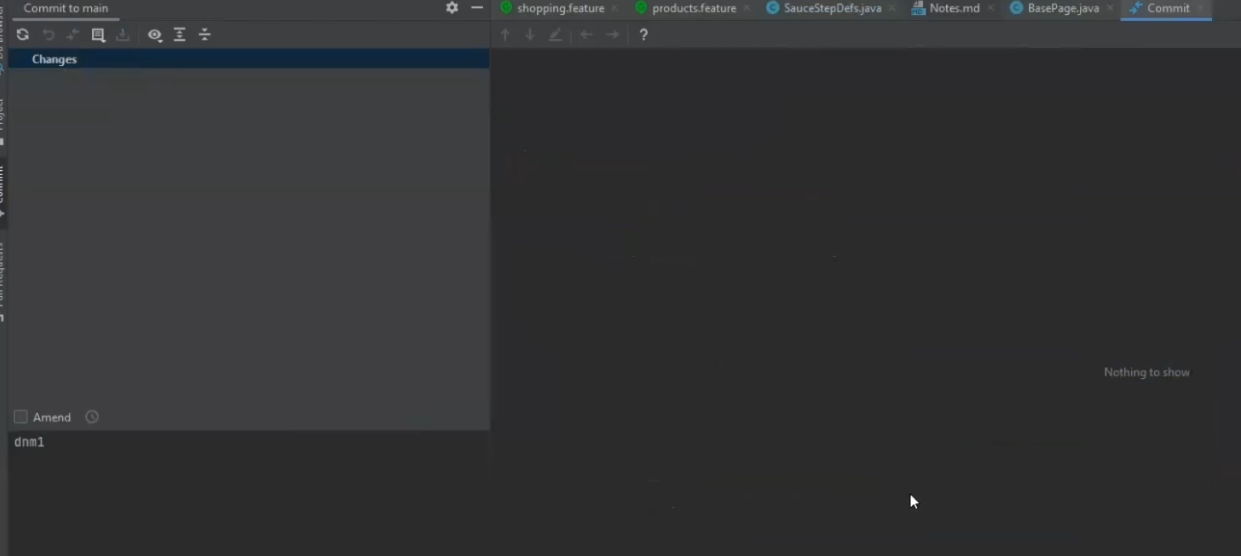 Commit to main
shopping.feature
products.feature
SauceStepDefs.java
Notes.md
BasePage.java
Commit
?
Changes
Nothing to show
Amend
dnm1